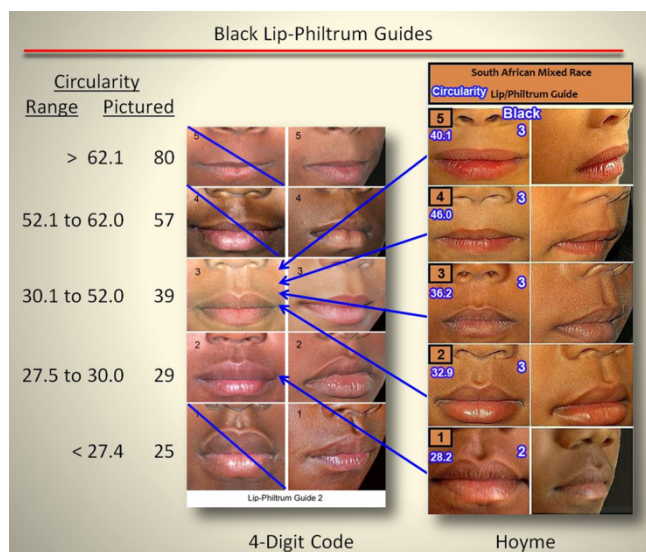 Black Lip-Philtrum Guides
Circularity
Range Pictured
> 62.1 80
52.1 to 62.0 57
30.1 to 52.0 39
27.5 to 30.0 29
< 27.4 25
5 5
4 4
3 3
2 2
1 1
Lip-Philtrum Guide 2
4-Digit Code
South African Mixed Race
Circularity Lip/Philtrum Guide
5 Black
40.1 3
4 3
46.0
3 3
36.2
2 3
32.9
1 2
28.2
Hoyme